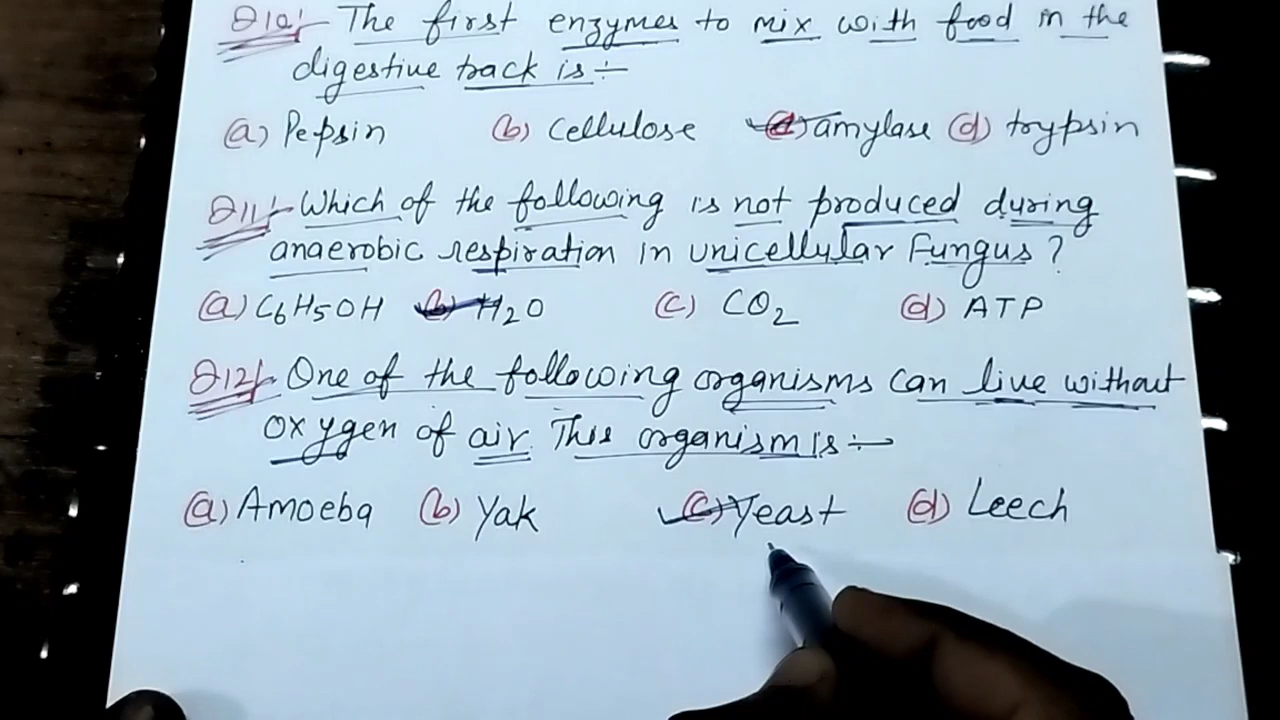 Q10:- The first enzymes to mix with food in the
digestive track is:-
(a) Pepsin (b) Cellulose (c) amylase (d) trypsin
Q11:- Which of the following is not produced during
anaerobic respiration in unicellular Fungus?
(a) C6H5OH (b) H2O (c) CO2 (d) ATP
Q12:- One of the following organisms can live without
oxygen of air. This organism is:-
(a) Amoeba (b) Yak (c) Yeast (d) Leech